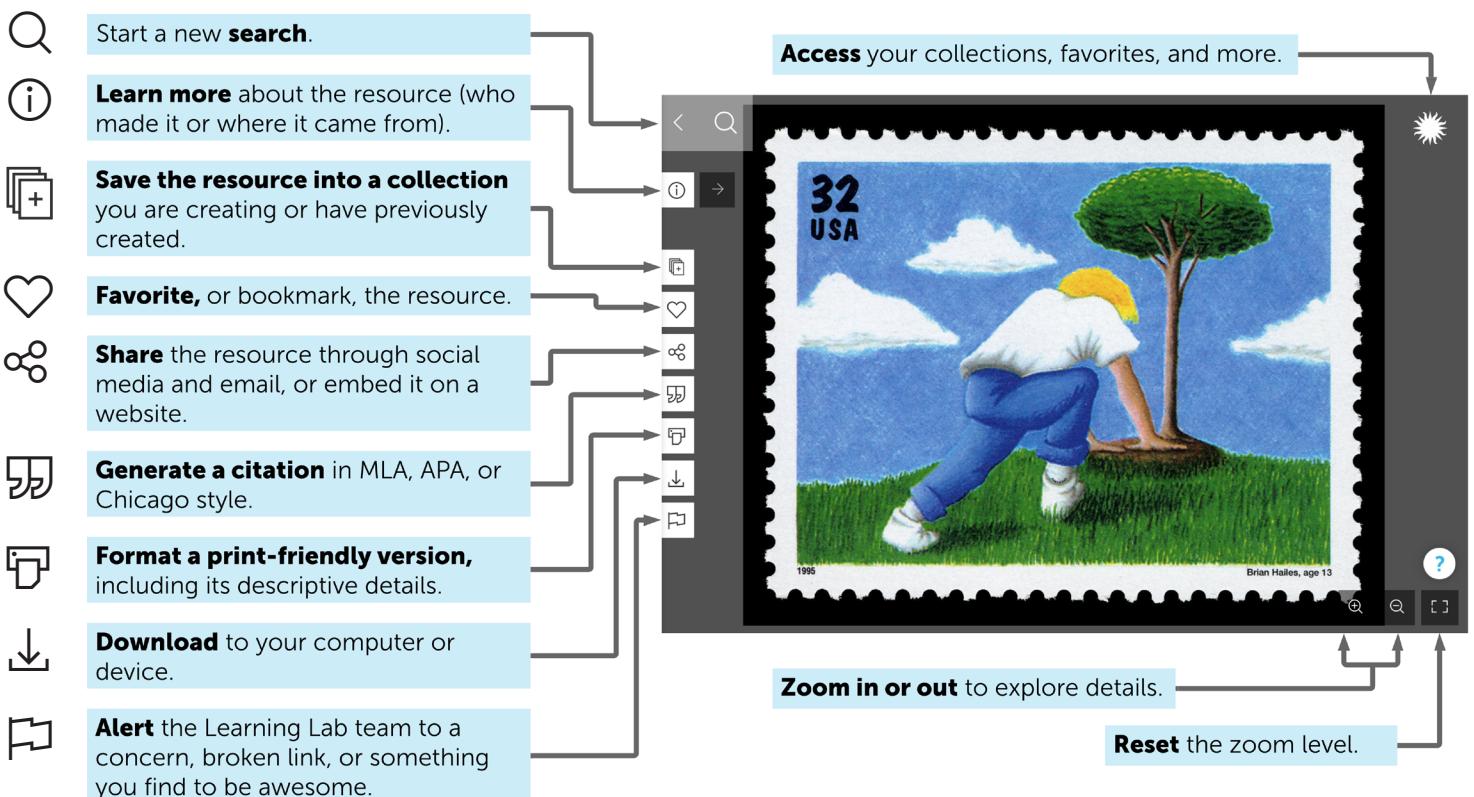 Start a new search.
Learn more about the resource (who
made it or where it came from).
Save the resource into a collection
you are creating or have previously
created.
Favorite, or bookmark, the resource.
Share the resource through social
media and email, or embed it on a
website.
Generate a citation in MLA, APA, or
Chicago style.
Format a print-friendly version,
including its descriptive details.
Download to your computer or
device.
Alert the Learning Lab team to a
concern, broken link, or something
you find to be awesome.
Access your collections, favorites, and more.
32
USA
1995
Brian Hailes, age 13
?
Zoom in or out to explore details.
Reset the zoom level.